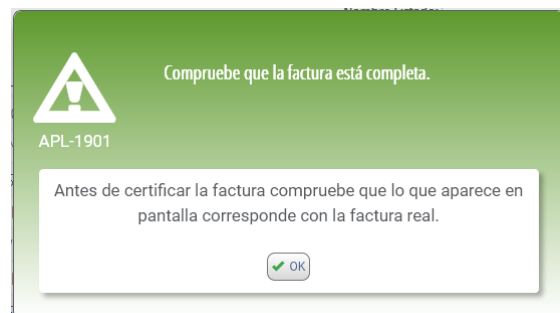 Compruebe que la factura está completa.
APL-1901
Antes de certificar la factura compruebe que lo que aparece en
pantalla corresponde con la factura real.
OK